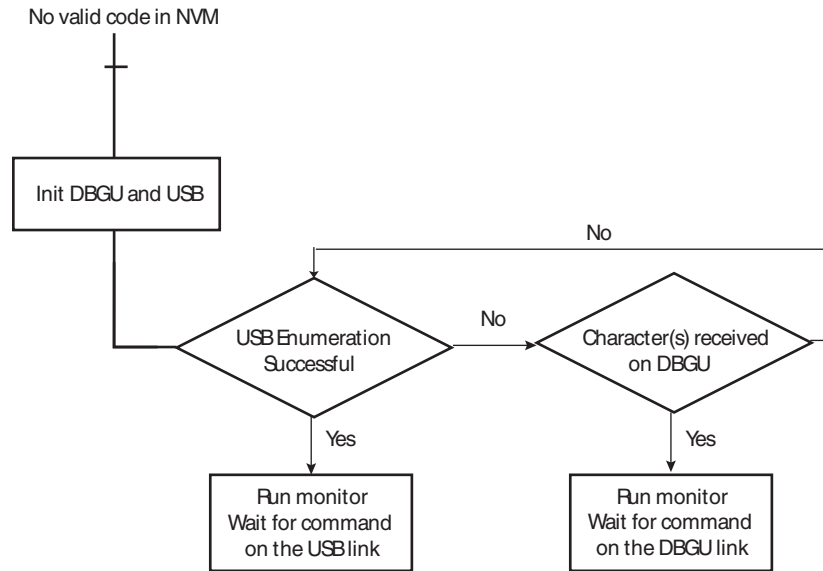 No valid code in NVM
Init DBGU and USB
No
USB Enumeration
Successful
No
Character(s) received
on DBGU
Yes
Yes
Run monitor
Wait for command
on the USB link
Run monitor
Wait for command
on the DBGU link